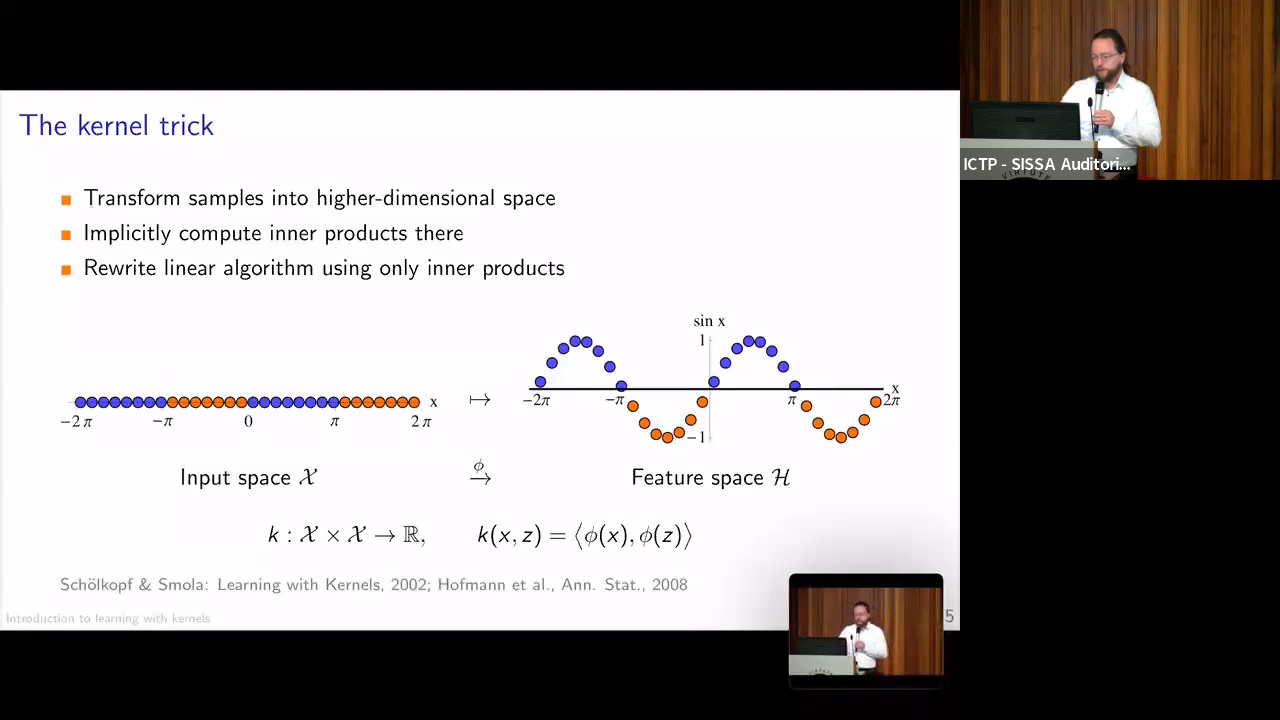 The kernel trick
Transform samples into higher-dimensional space
Implicitly compute inner products there
Rewrite linear algorithm using only inner products
sin x
1
x
−2π −π π 2π
−1
x
−2π −π 0 π 2π
↦
Input space 𝒳 ϕ→ Feature space ℋ
k : 𝒳 × 𝒳 → ℝ, k(x, z) = ⟨ϕ(x), ϕ(z)⟩
Schölkopf & Smola: Learning with Kernels, 2002; Hofmann et al., Ann. Stat., 2008
Introduction to learning with kernels
5
ICTP - SISSA Auditori...
VIRTUTE